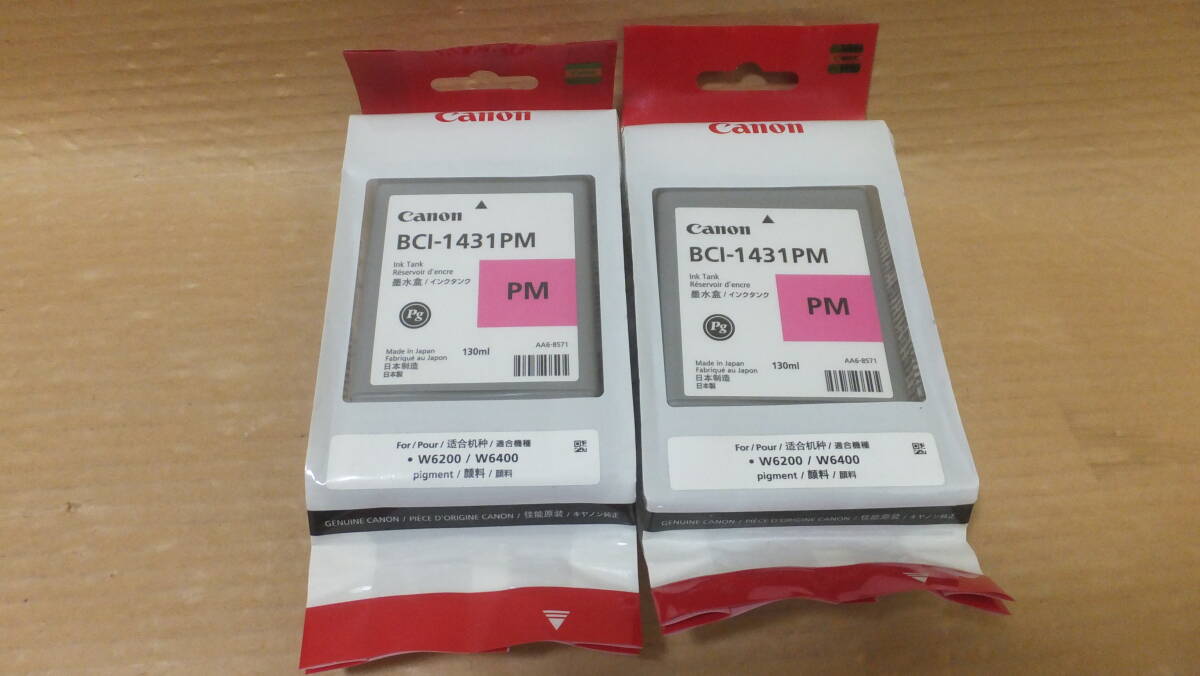 Canon
Canon
BCI-1431PM
Ink Tank
Réservoir d'encre
墨水盒 / インクタンク
PM
Pg
Made in Japan
Fabriqué au Japon
日本制造
日本製
130ml
AA6-8571
For / Pour / 适合机种 / 適合機種
• W6200 / W6400
pigment / 颜料 / 顔料
GENUINE CANON / PIÈCE D'ORIGINE CANON / 佳能原装 / キヤノン純正
Canon
Canon
BCI-1431PM
Ink Tank
Réservoir d'encre
墨水盒 / インクタンク
PM
Pg
Made in Japan
Fabriqué au Japon
日本制造
日本製
130ml
AA6-8571
For / Pour / 适合机种 / 適合機種
• W6200 / W6400
pigment / 颜料 / 顔料
GENUINE CANON / PIÈCE D'ORIGINE CANON / 佳能原装 / キヤノン純正